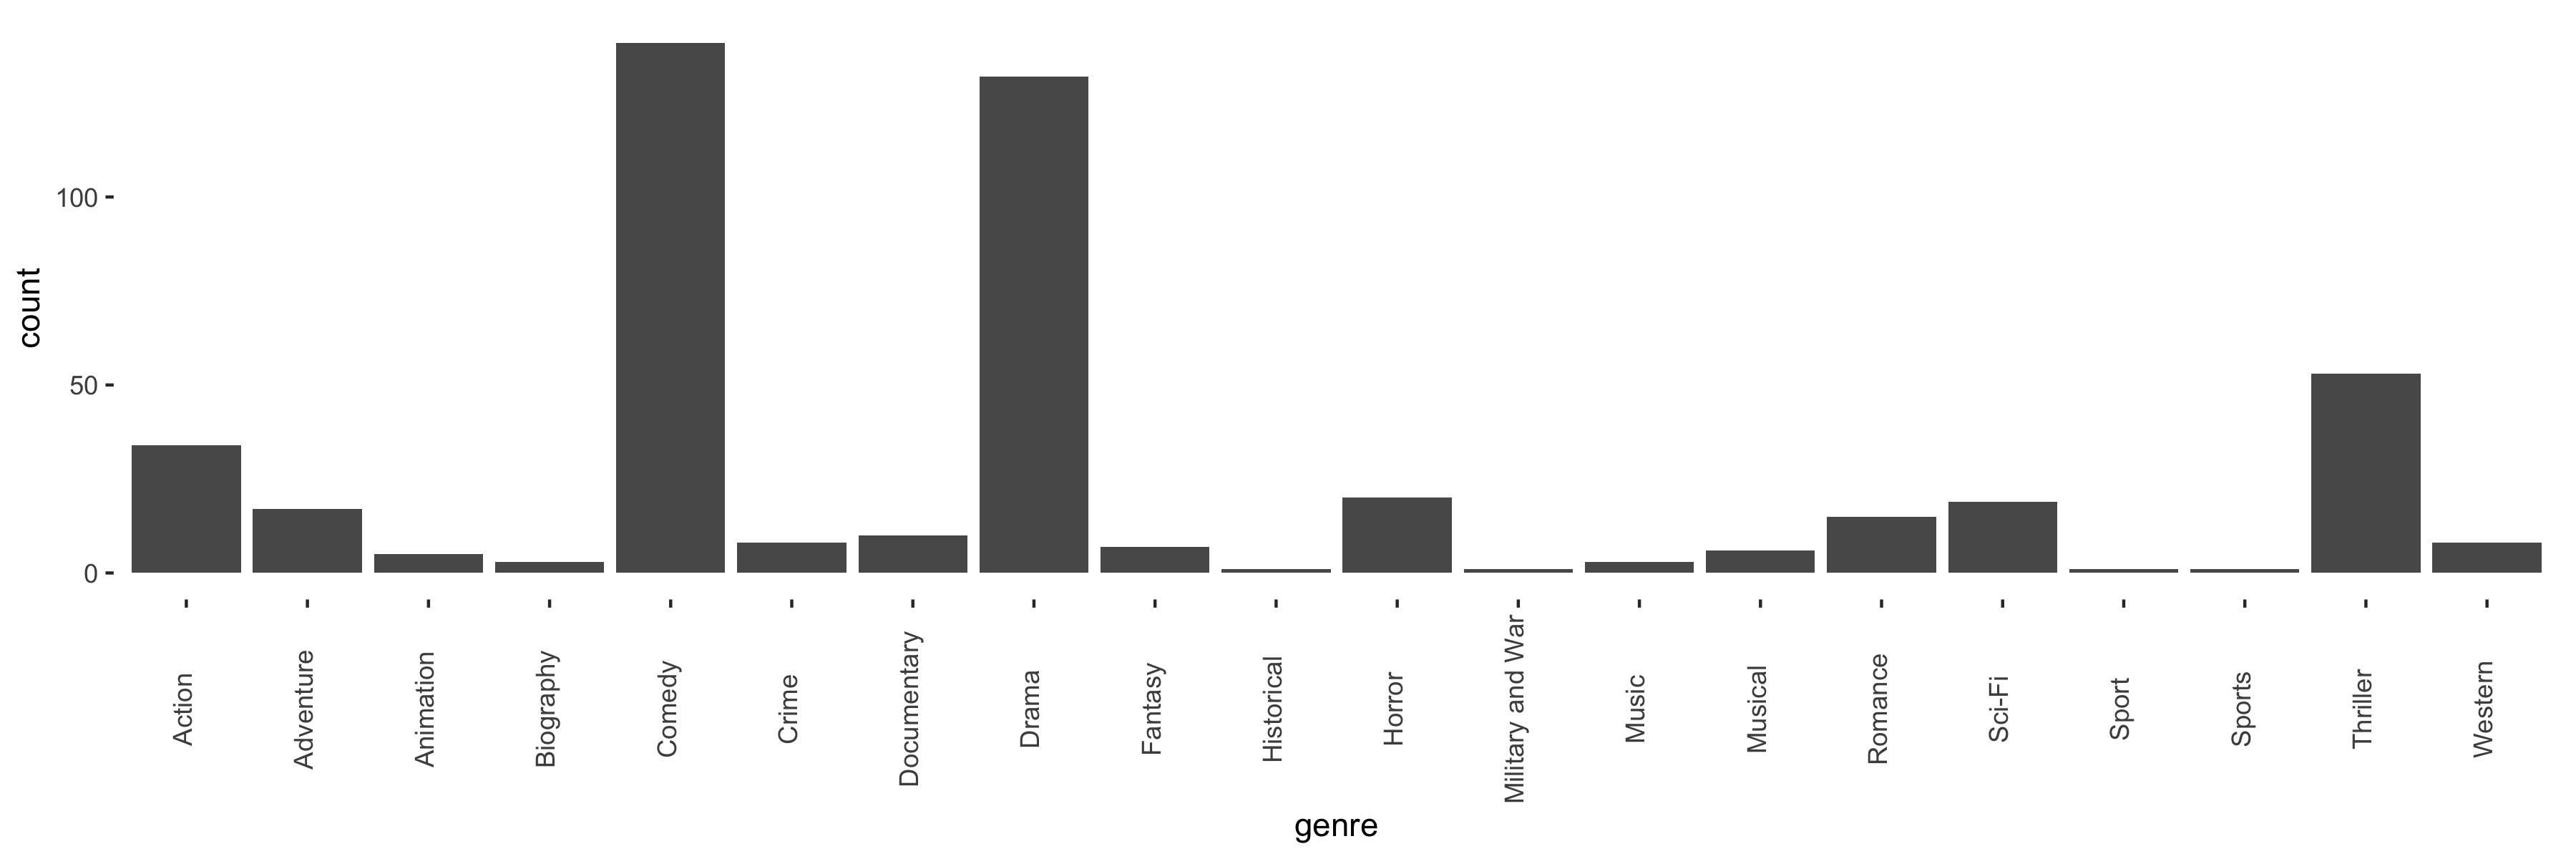 count
100
50
0
Action
Adventure
Animation
Biography
Comedy
Crime
Documentary
Drama
Fantasy
Historical
Horror
Military and War
Music
Musical
Romance
Sci-Fi
Sport
Sports
Thriller
Western
genre